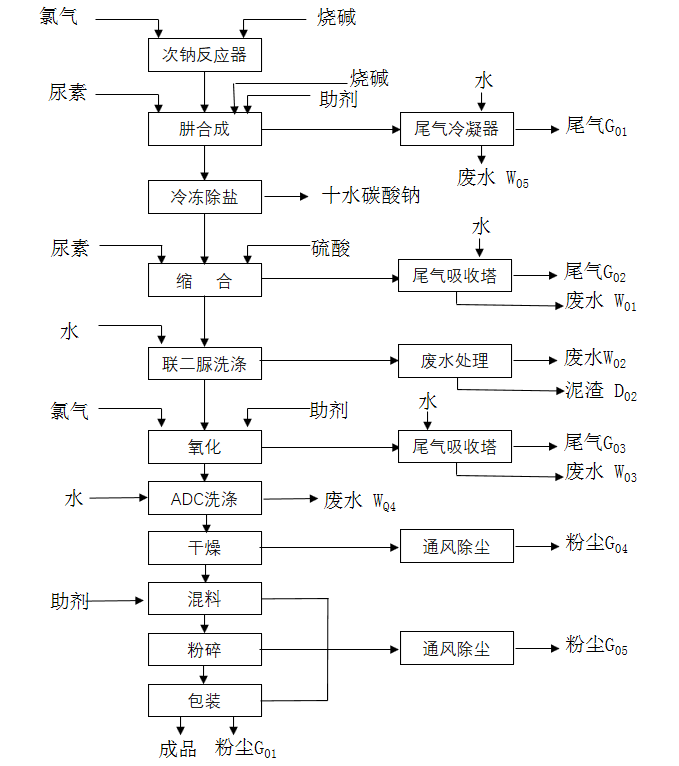 氯气
烧碱
次钠反应器
尿素
烧碱
助剂
水
肼合成
尾气冷凝器
尾气G01
废水 W05
冷冻除盐
十水碳酸钠
尿素
硫酸
水
缩 合
尾气吸收塔
尾气G02
废水 W01
水
联二脲洗涤
废水处理
废水W02
泥渣 D02
氯气
助剂
水
氧化
尾气吸收塔
尾气G03
废水 W03
水
ADC洗涤
废水 WQ4
干燥
通风除尘
粉尘G04
助剂
混料
粉碎
通风除尘
粉尘G05
包装
成品
粉尘G01